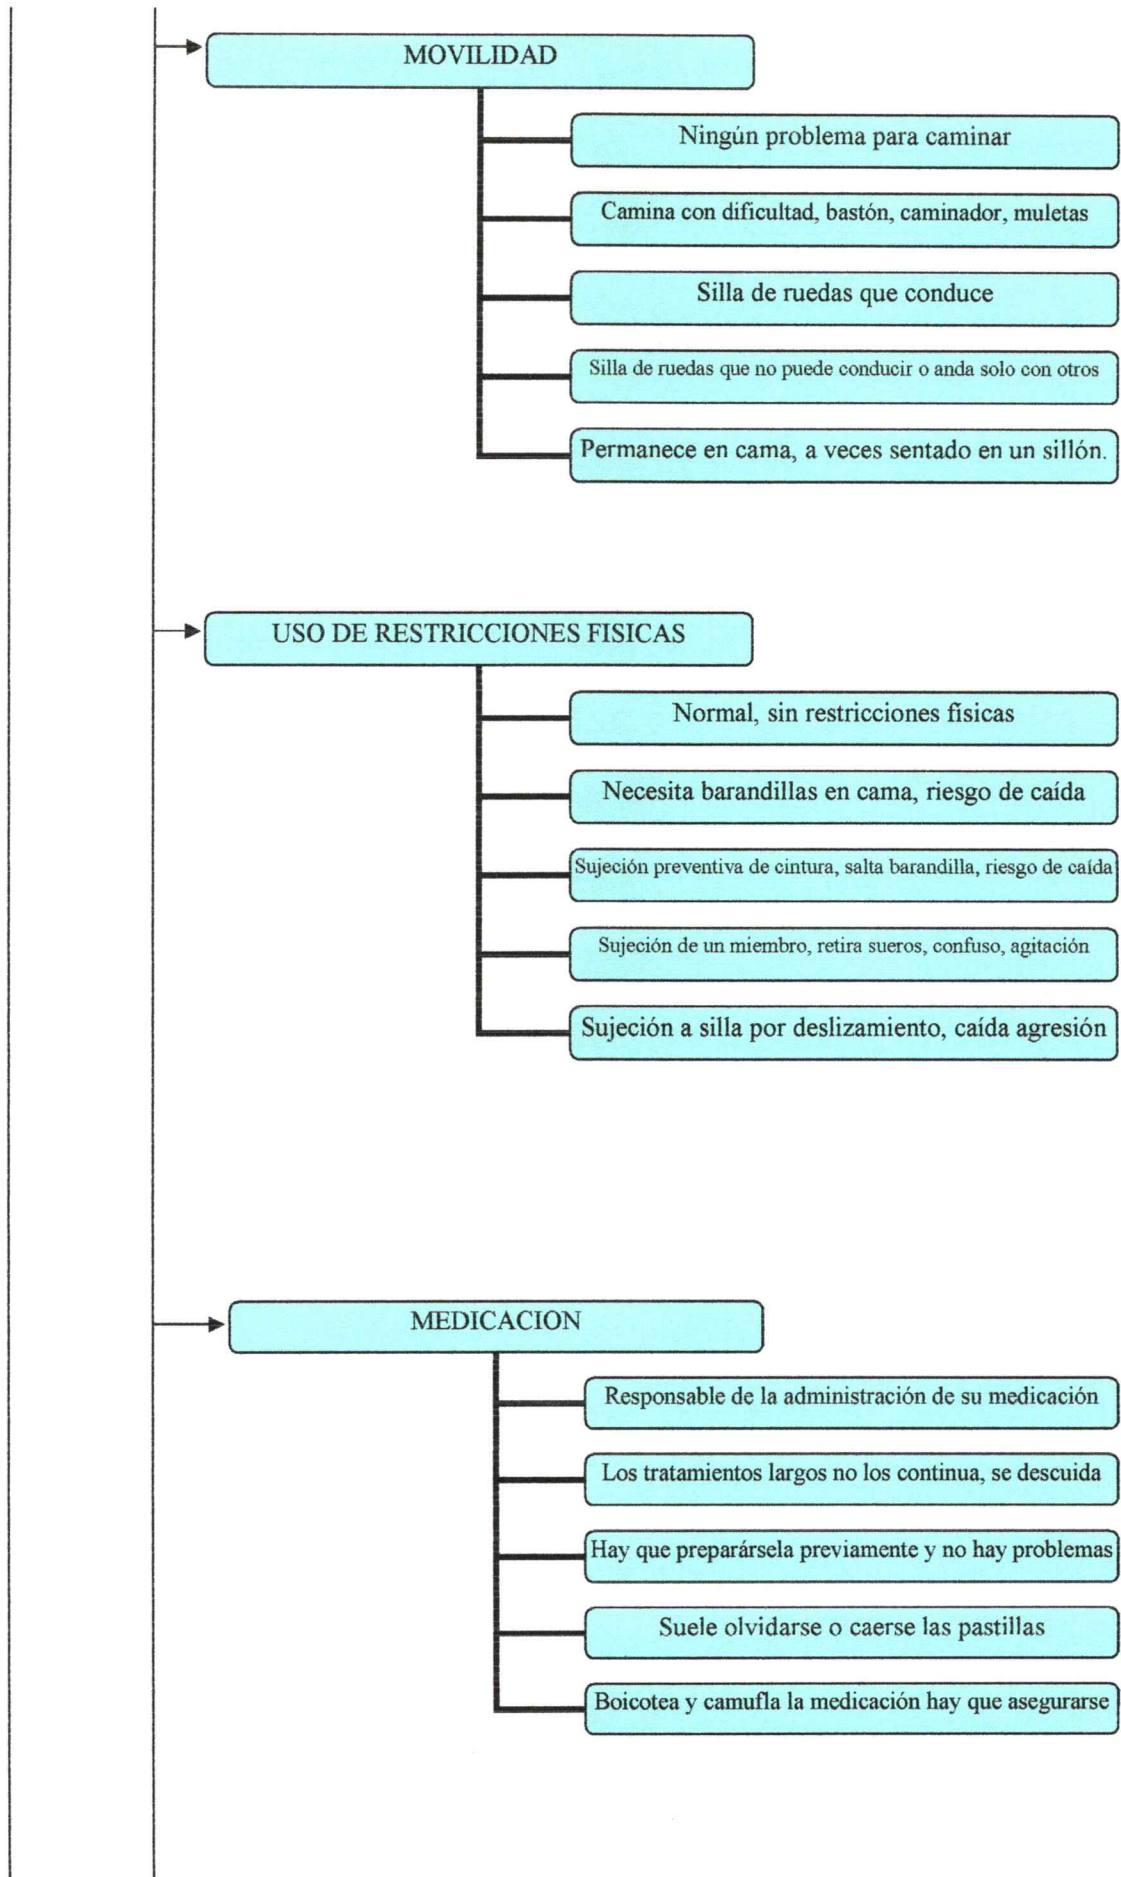 MOVILIDAD
Ningún problema para caminar
Camina con dificultad, bastón, caminador, muletas
Silla de ruedas que conduce
Silla de ruedas que no puede conducir o anda solo con otros
Permanece en cama, a veces sentado en un sillón.
USO DE RESTRICCIONES FISICAS
Normal, sin restricciones físicas
Necesita barandillas en cama, riesgo de caída
Sujeción preventiva de cintura, salta barandilla, riesgo de caída
Sujeción de un miembro, retira sueros, confuso, agitación
Sujeción a silla por deslizamiento, caída agresión
MEDICACION
Responsable de la administración de su medicación
Los tratamientos largos no los continua, se descuida
Hay que preparársela previamente y no hay problemas
Suele olvidarse o caerse las pastillas
Boicotea y camufla la medicación hay que asegurarse